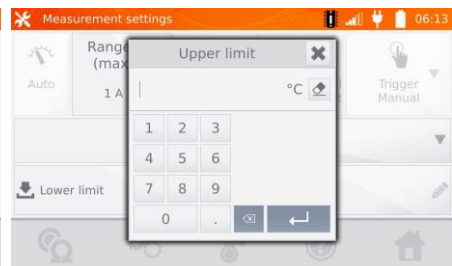 Measurement settings 06:13
Range
(max
1 A
Auto
Upper limit
°C
Trigger
Manual
1 2 3
4 5 6
7 8 9
0 .
Lower limit